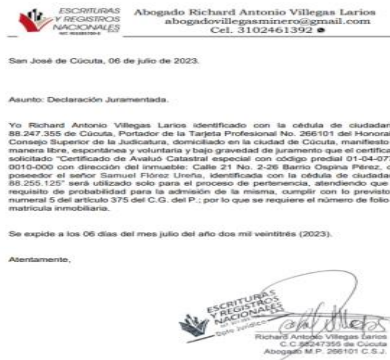 ESCRITURAS
Y REGISTROS
NACIONALES
Abogado Richard Antonio Villegas Larios
abogadovillegasminero@gmail.com
Cel. 3102461392
San José de Cúcuta, 06 de julio de 2023.
Asunto: Declaración Juramentada.
Yo Richard Antonio Villegas Larios identificado con la cédula de ciudadan
88.247.355 de Cúcuta, Portador de la Tarjeta Profesional No. 266101 del Honora
Consejo Superior de la Judicatura, domiciliado en la ciudad de Cúcuta, manifiesto
manera libre, espontánea y voluntaria y bajo gravedad de juramento que el certifica
solicitado "Certificado de Avaluó Catastral especial con código predial 01-04-07
0010-000 con dirección del inmueble: Calle 21 No. 2-26 Barrio Ospina Pérez,
poseedor el señor Samuel Flórez Ureña, identificada con la cédula de ciudada
88.255.125" será utilizado solo para el proceso de pertenencia, atendiendo que
requisito de probabilidad para la admisión de la misma, cumplir con lo previsto
numeral 5 del artículo 375 del C.G. del P.; por lo que se requiere el número de folio
matricula inmobiliaria.
Se expide a los 06 días del mes julio del año dos mil veintitrés (2023).
Atentamente,
ESCRITURAS
Y REGISTROS
NACIONALES
Dpto Jurídico
Richard Antonio Villegas Larios
C.C 88247355 de Cúcuta
Abogado M.P. 266101 C.S.J.